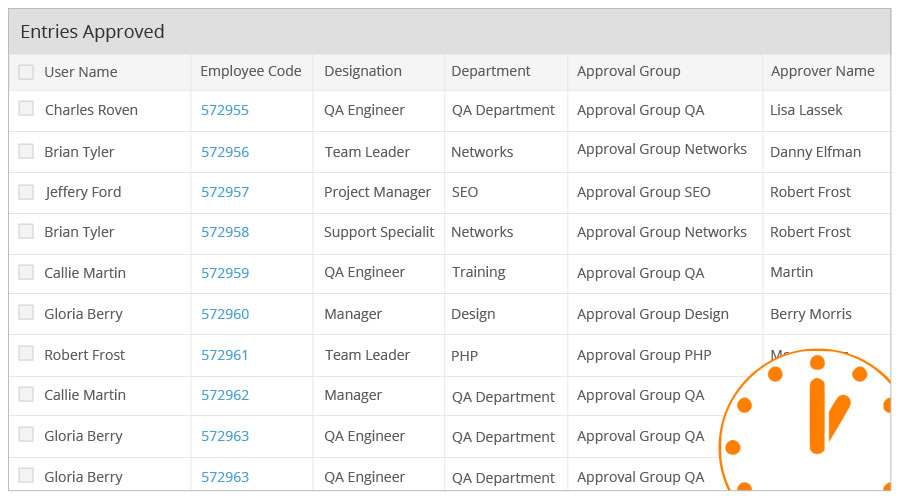 Entries Approved
User Name Employee Code Designation Department Approval Group Approver Name
Charles Roven 572955 QA Engineer QA Department Approval Group QA Lisa Lassek
Brian Tyler 572956 Team Leader Networks Approval Group Networks Danny Elfman
Jeffery Ford 572957 Project Manager SEO Approval Group SEO Robert Frost
Brian Tyler 572958 Support Specialit Networks Approval Group Networks Robert Frost
Callie Martin 572959 QA Engineer Training Approval Group QA Martin
Gloria Berry 572960 Manager Design Approval Group Design Berry Morris
Robert Frost 572961 Team Leader PHP Approval Group PHP
Callie Martin 572962 Manager QA Department Approval Group QA
Gloria Berry 572963 QA Engineer QA Department Approval Group QA
Gloria Berry 572963 QA Engineer QA Department Approval Group QA